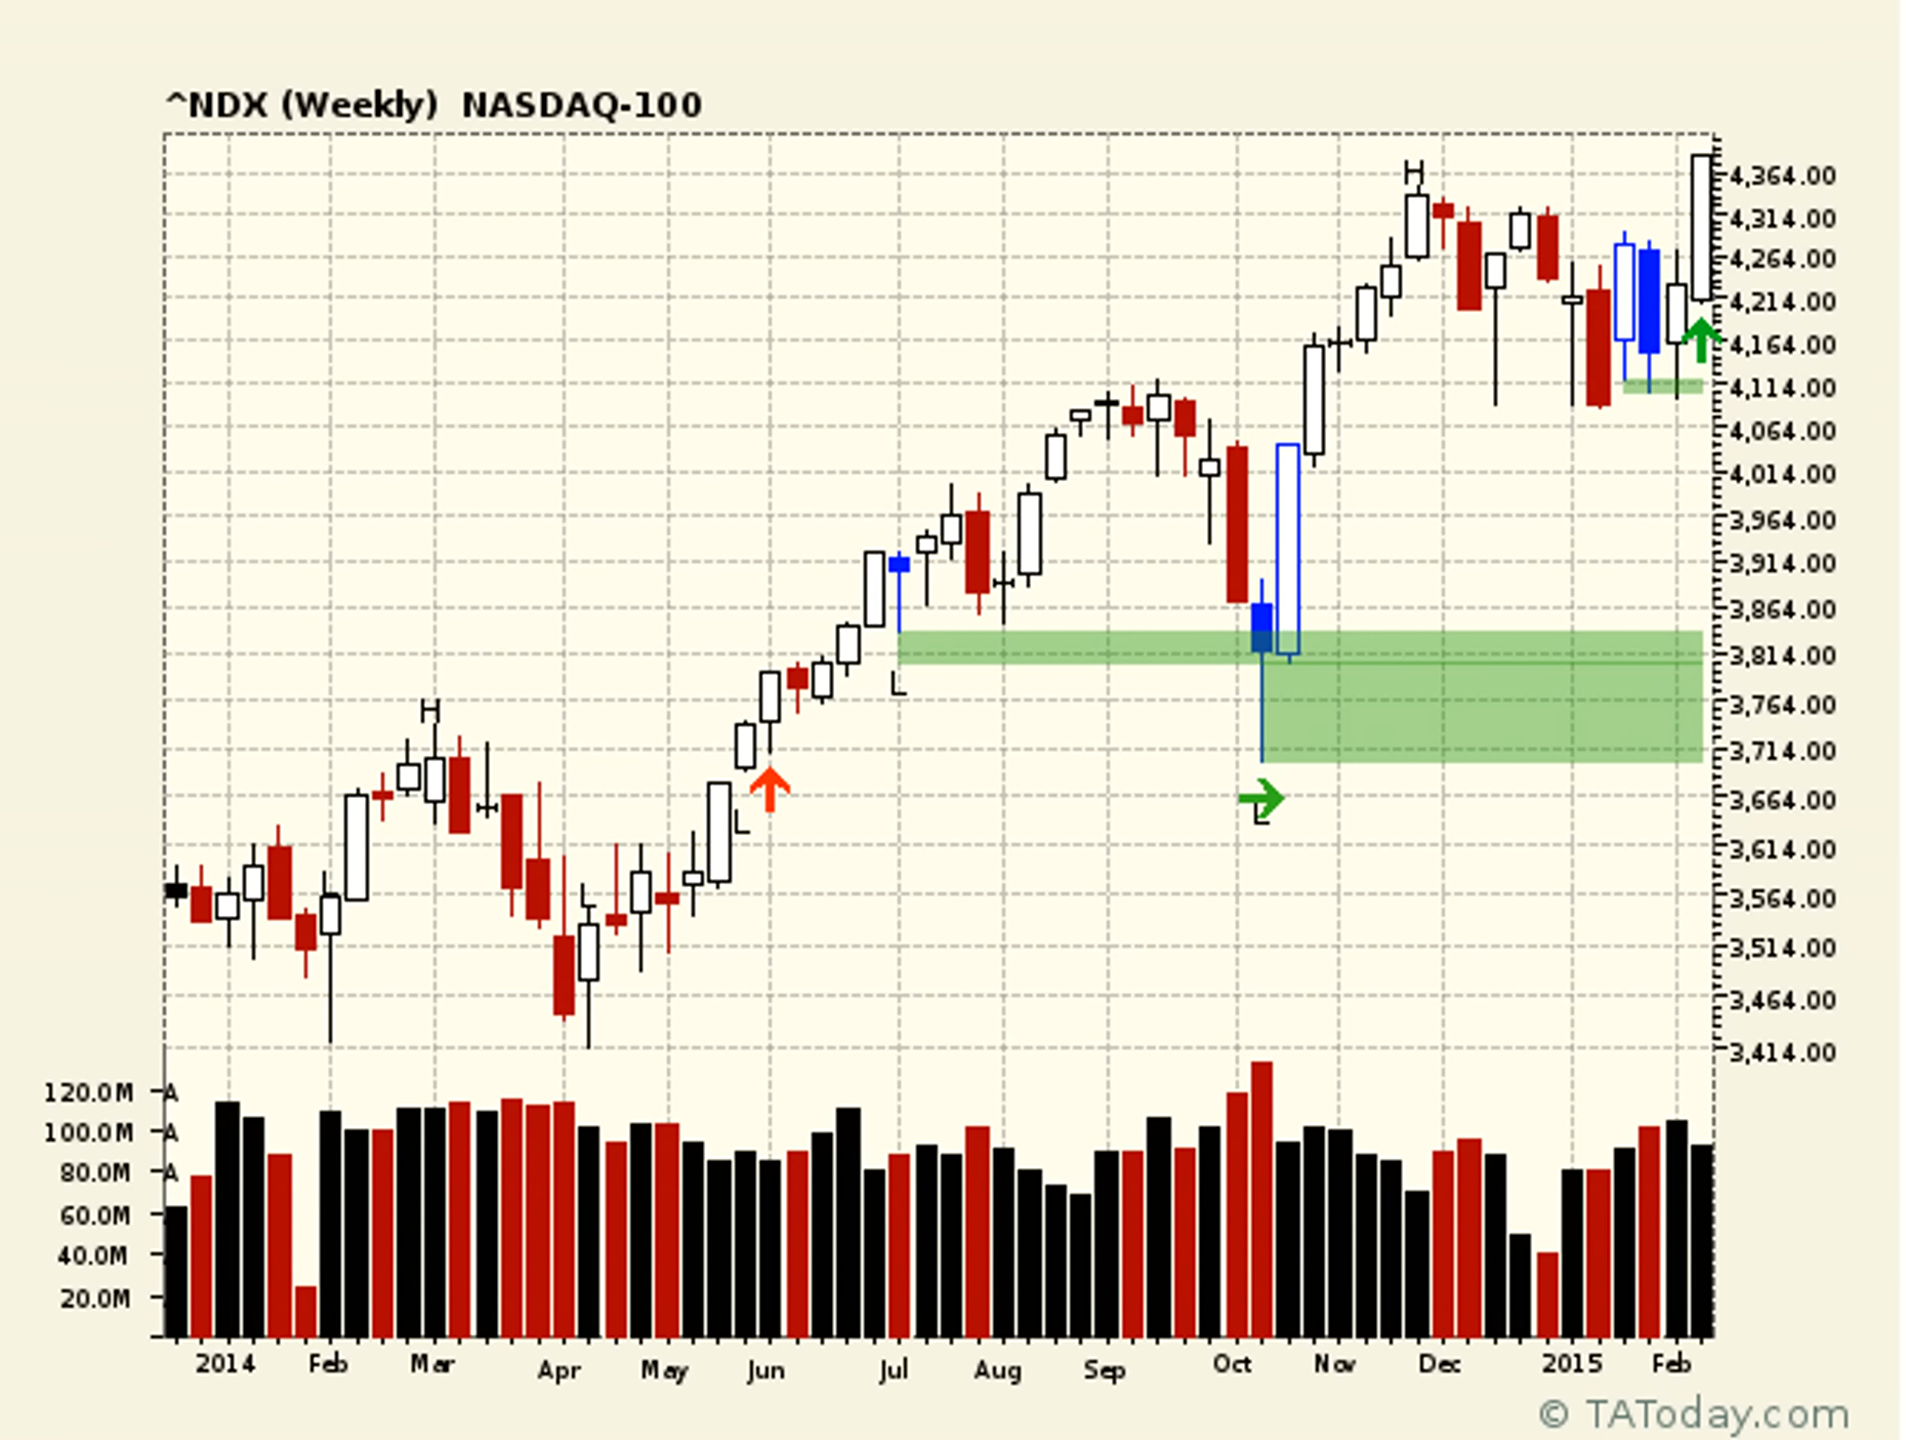 ^NDX (Weekly) NASDAQ-100
H
4,364.00
4,314.00
4,264.00
4,214.00
4,164.00
4,114.00
4,064.00
4,014.00
3,964.00
3,914.00
3,864.00
3,814.00
L
H
3,764.00
3,714.00
3,664.00
L
L
3,614.00
3,564.00
L
3,514.00
3,464.00
3,414.00
120.0M A
100.0M A
80.0M A
60.0M
40.0M
20.0M
2014 Feb Mar Apr May Jun Jul Aug Sep Oct Nov Dec 2015 Feb
© TAToday.com